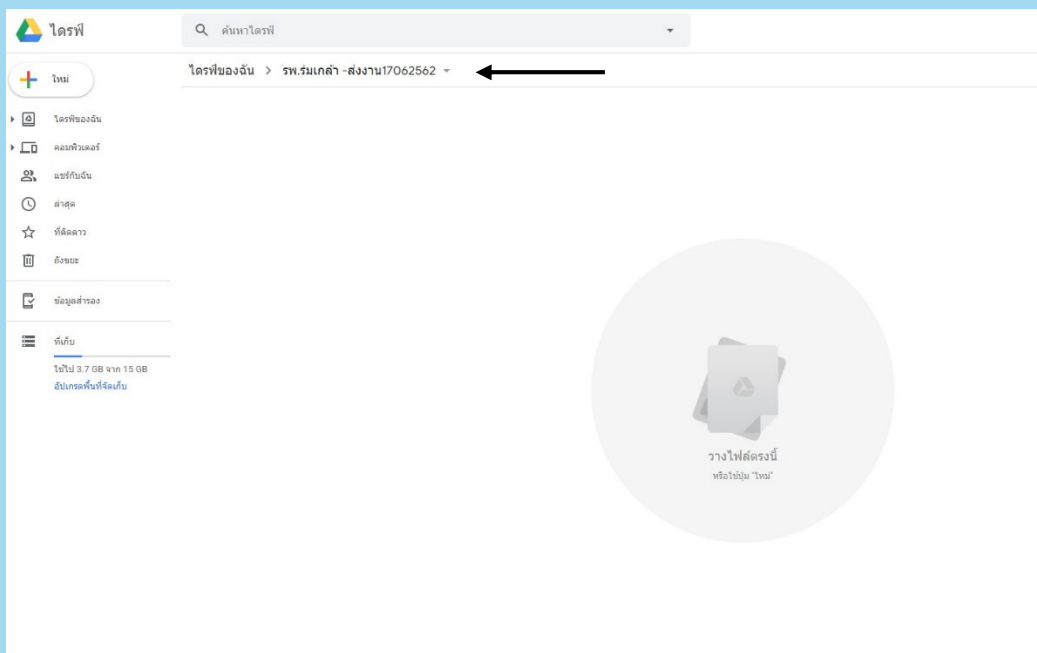 ไดรฟ์
ค้นหาไดรฟ์
ไดรฟ์ของฉัน > รพ.ร่มเกล้า -ส่งงาน17062562
ใหม่
ไดรฟ์ของฉัน
คอมพิวเตอร์
แชร์กับฉัน
ล่าสุด
ที่ติดดาว
ถังขยะ
ข้อมูลสำรอง
ที่เก็บ
ใช้ไป 3.7 GB จาก 15 GB
อัปเกรดพื้นที่จัดเก็บ
วางไฟล์ตรงนี้
หรือใช้ปุ่ม "ใหม่"